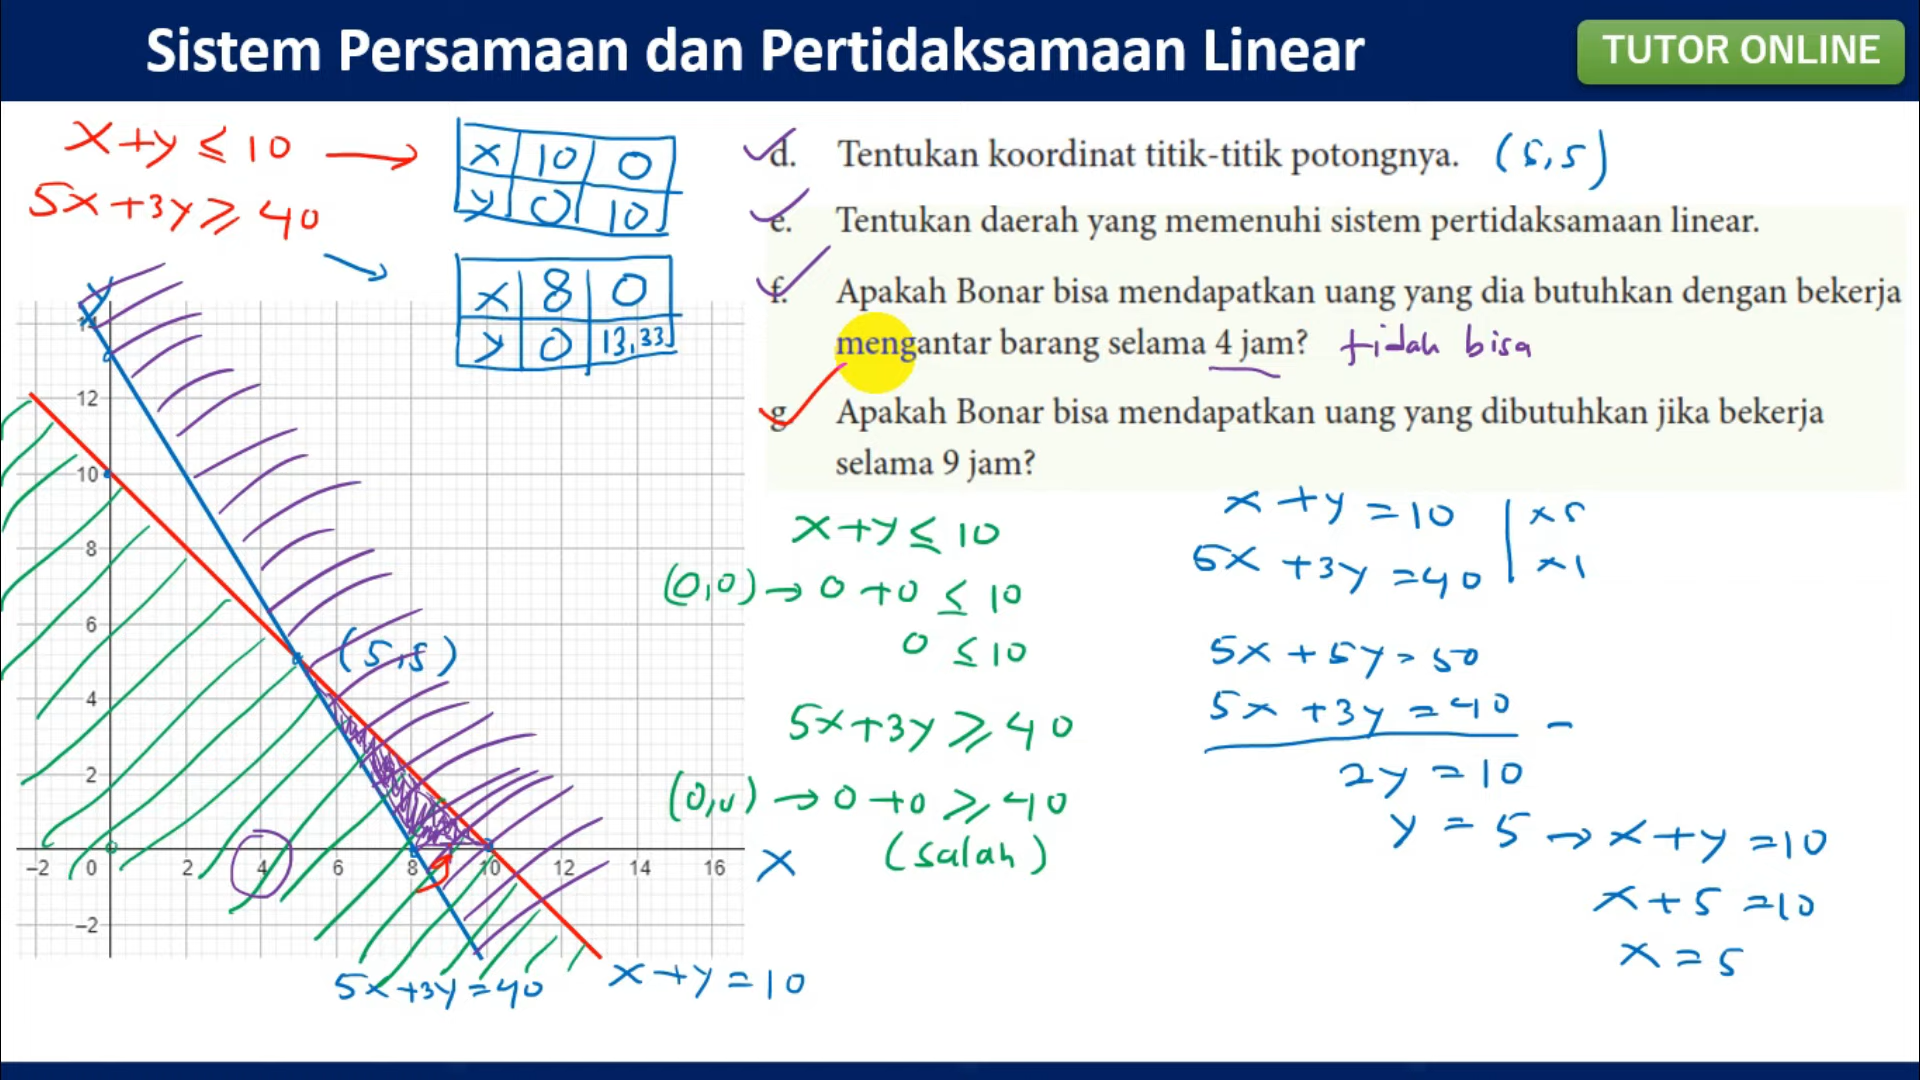 Sistem Persamaan dan Pertidaksamaan Linear
TUTOR ONLINE
x + y ≤ 10
5x + 3y ≥ 40
x 10 0
y 0 10
x 8 0
y 0 13,33
d. Tentukan koordinat titik-titik potongnya. (5,5)
e. Tentukan daerah yang memenuhi sistem pertidaksamaan linear.
f. Apakah Bonar bisa mendapatkan uang yang dia butuhkan dengan bekerja
mengantar barang selama 4 jam? tidak bisa
g Apakah Bonar bisa mendapatkan uang yang dibutuhkan jika bekerja
selama 9 jam?
y
14
12
10
8
6
4
2
-2
-2 0 2 4 6 8 10 12 14 16
x
(5,5)
5x+3y=40
x+y=10
x+y ≤ 10
(0,0) → 0+0 ≤ 10
0 ≤ 10
5x+3y ≥ 40
(0,0) → 0+0 ≥ 40
(salah)
x + y = 10 | x5
5x + 3y = 40 | x1
5x + 5y = 50
5x + 3y = 40 −
2y = 10
y = 5 → x + y = 10
x + 5 = 10
x = 5